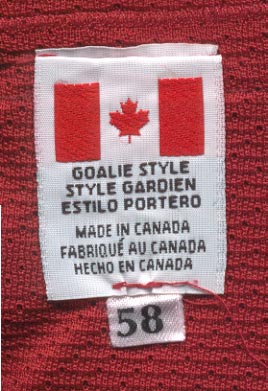 GOALIE STYLE
STYLE GARDIEN
ESTILO PORTERO
MADE IN CANADA
FABRIQUÉ AU CANADA
HECHO EN CANADA
58